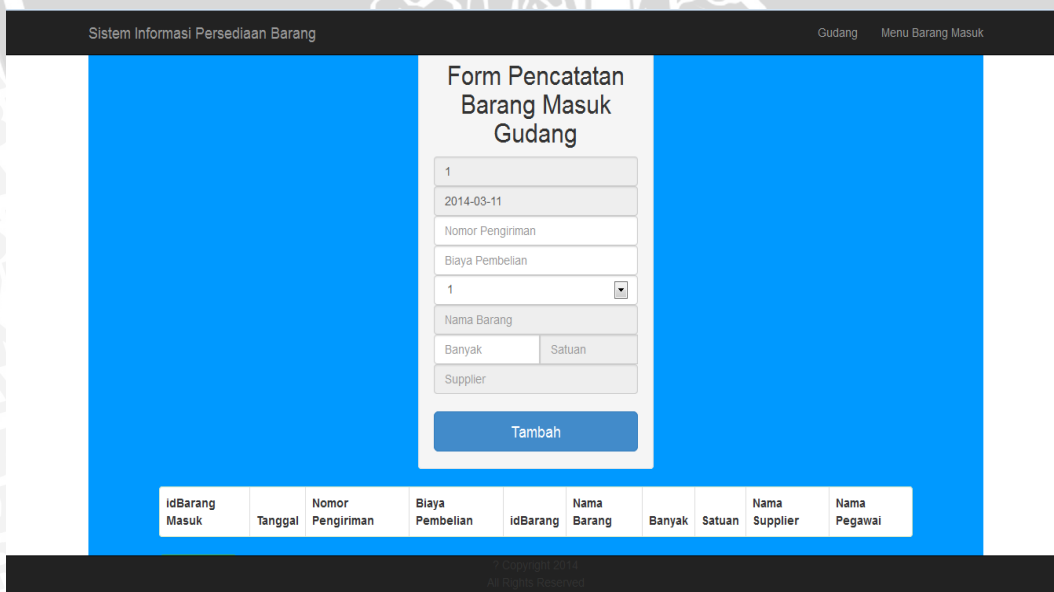 Sistem Informasi Persediaan Barang
Gudang Menu Barang Masuk
Form Pencatatan
Barang Masuk
Gudang
1
2014-03-11
Nomor Pengiriman
Biaya Pembelian
1
Nama Barang
Banyak Satuan
Supplier
Tambah
idBarang Masuk Tanggal Nomor Pengiriman Biaya Pembelian idBarang Nama Barang Banyak Satuan Nama Supplier Nama Pegawai
? Copyright 2014
All Rights Reserved